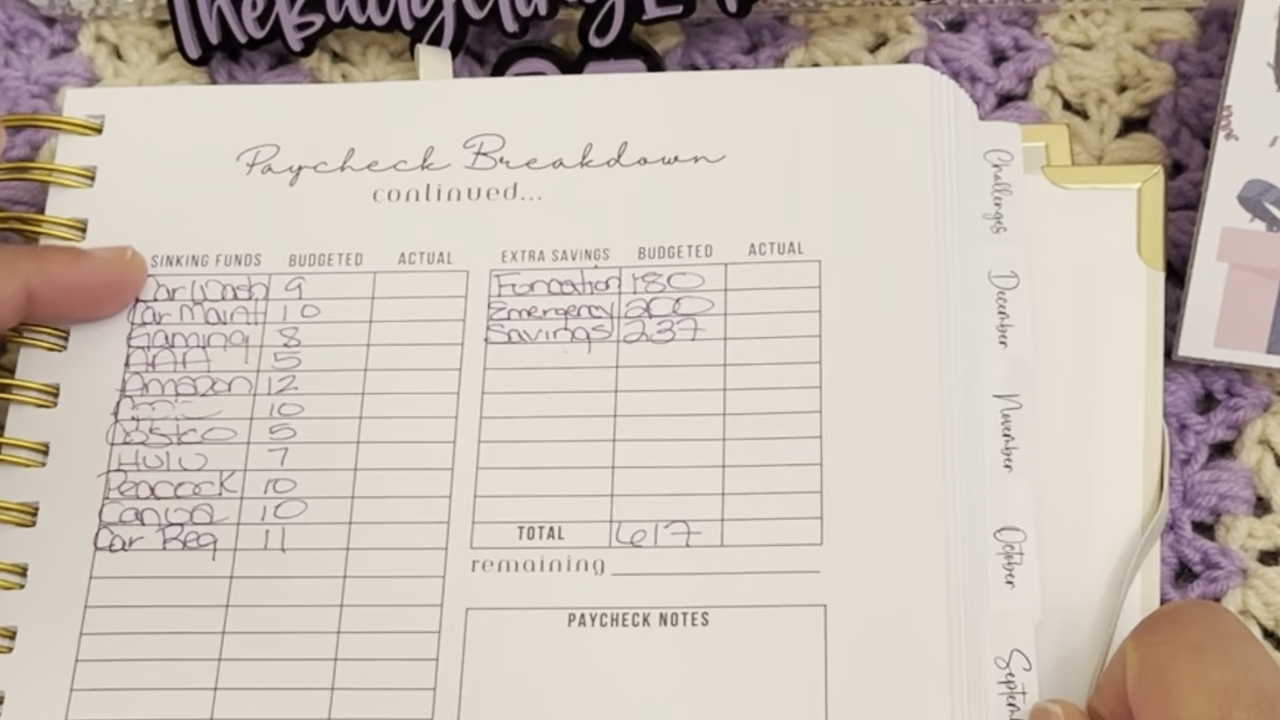 TheBudgeting
Paycheck Breakdown
continued...
SINKING FUNDS BUDGETED ACTUAL
Car Wash 9
Car Maint 10
Gaming 8
AAA 5
Amazon 12
10
Costco 5
Hulu 7
Peacock 10
Canva 10
Car Reg 11
EXTRA SAVINGS BUDGETED ACTUAL
Funcation 180
Emergency 200
Savings 237
TOTAL 617
remaining
PAYCHECK NOTES
Challenges
December
November
October